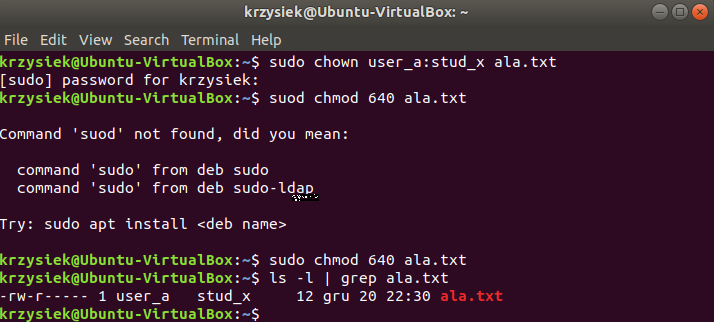 krzysiek@Ubuntu-VirtualBox: ~
File Edit View Search Terminal Help
krzysiek@Ubuntu-VirtualBox:~$ sudo chown user_a:stud_x ala.txt
[sudo] password for krzysiek:
krzysiek@Ubuntu-VirtualBox:~$ suod chmod 640 ala.txt
Command 'suod' not found, did you mean:
command 'sudo' from deb sudo
command 'sudo' from deb sudo-ldap
Try: sudo apt install <deb name>
krzysiek@Ubuntu-VirtualBox:~$ sudo chmod 640 ala.txt
krzysiek@Ubuntu-VirtualBox:~$ ls -l | grep ala.txt
-rw-r----- 1 user_a stud_x 12 gru 20 22:30 ala.txt
krzysiek@Ubuntu-VirtualBox:~$